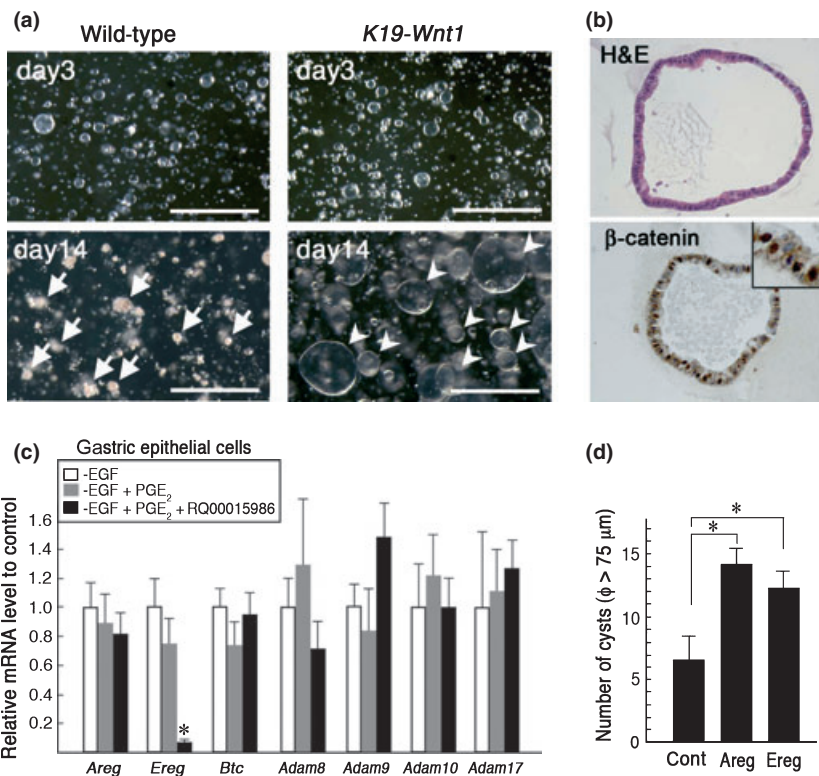 (a)
Wild-type
K19-Wnt1
day3
day3
day14
day14
(b)
H&E
β-catenin
(c)
Gastric epithelial cells
-EGF
-EGF + PGE₂
-EGF + PGE₂ + RQ00015986
Relative mRNA level to control
1.6
1.4
1.2
1.0
0.8
0.6
0.4
0.2
*
Areg Ereg Btc Adam8 Adam9 Adam10 Adam17
(d)
Number of cysts (ϕ > 75 μm)
15
10
5
0
*
*
Cont Areg Ereg